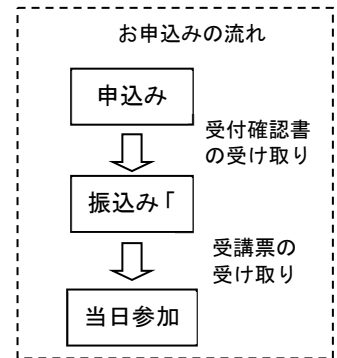 お申込みの流れ
申込み
受付確認書
の受け取り
振込み「
受講票の
受け取り
当日参加